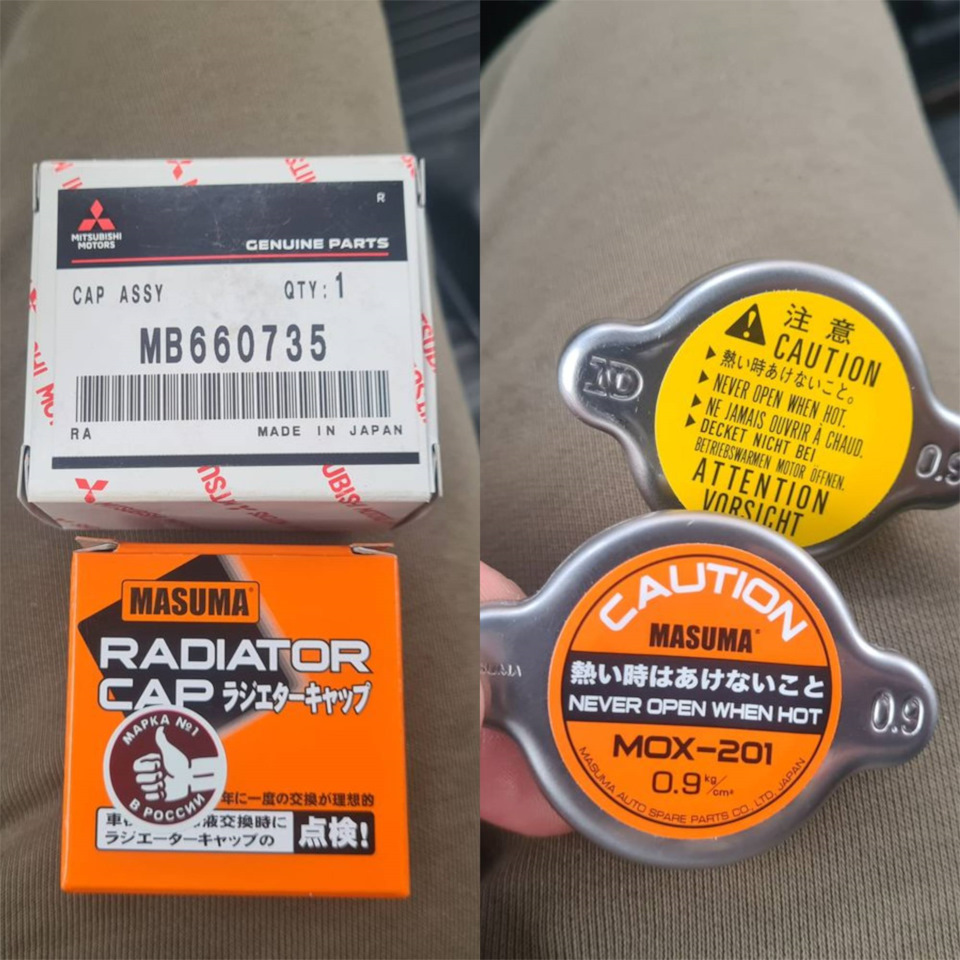 R
MITSUBISHI
MOTORS
GENUINE PARTS
CAP ASSY QTY: 1
MB660735
RA MADE IN JAPAN
MASUMA
RADIATOR
CAP ラジエターキャップ
МАРКА №1
В РОССИИ
年に一度の交換が理想的
液交換時に
ラジエーターキャップの
点検!
注意
CAUTION
熱い時あけないこと。
NEVER OPEN WHEN HOT.
NE JAMAIS OUVRIR À CHAUD.
DECKET NICHT BEI
BETRIEBSWARMEN MOTOR ÖFFNEN.
ATTENTION
VORSICHT
ND
0.9
CAUTION
MASUMA
熱い時はあけないこと
NEVER OPEN WHEN HOT
MOX-201
0.9 kg/cm²
MASUMA AUTO SPARE PARTS CO., LTD. JAPAN
0.9